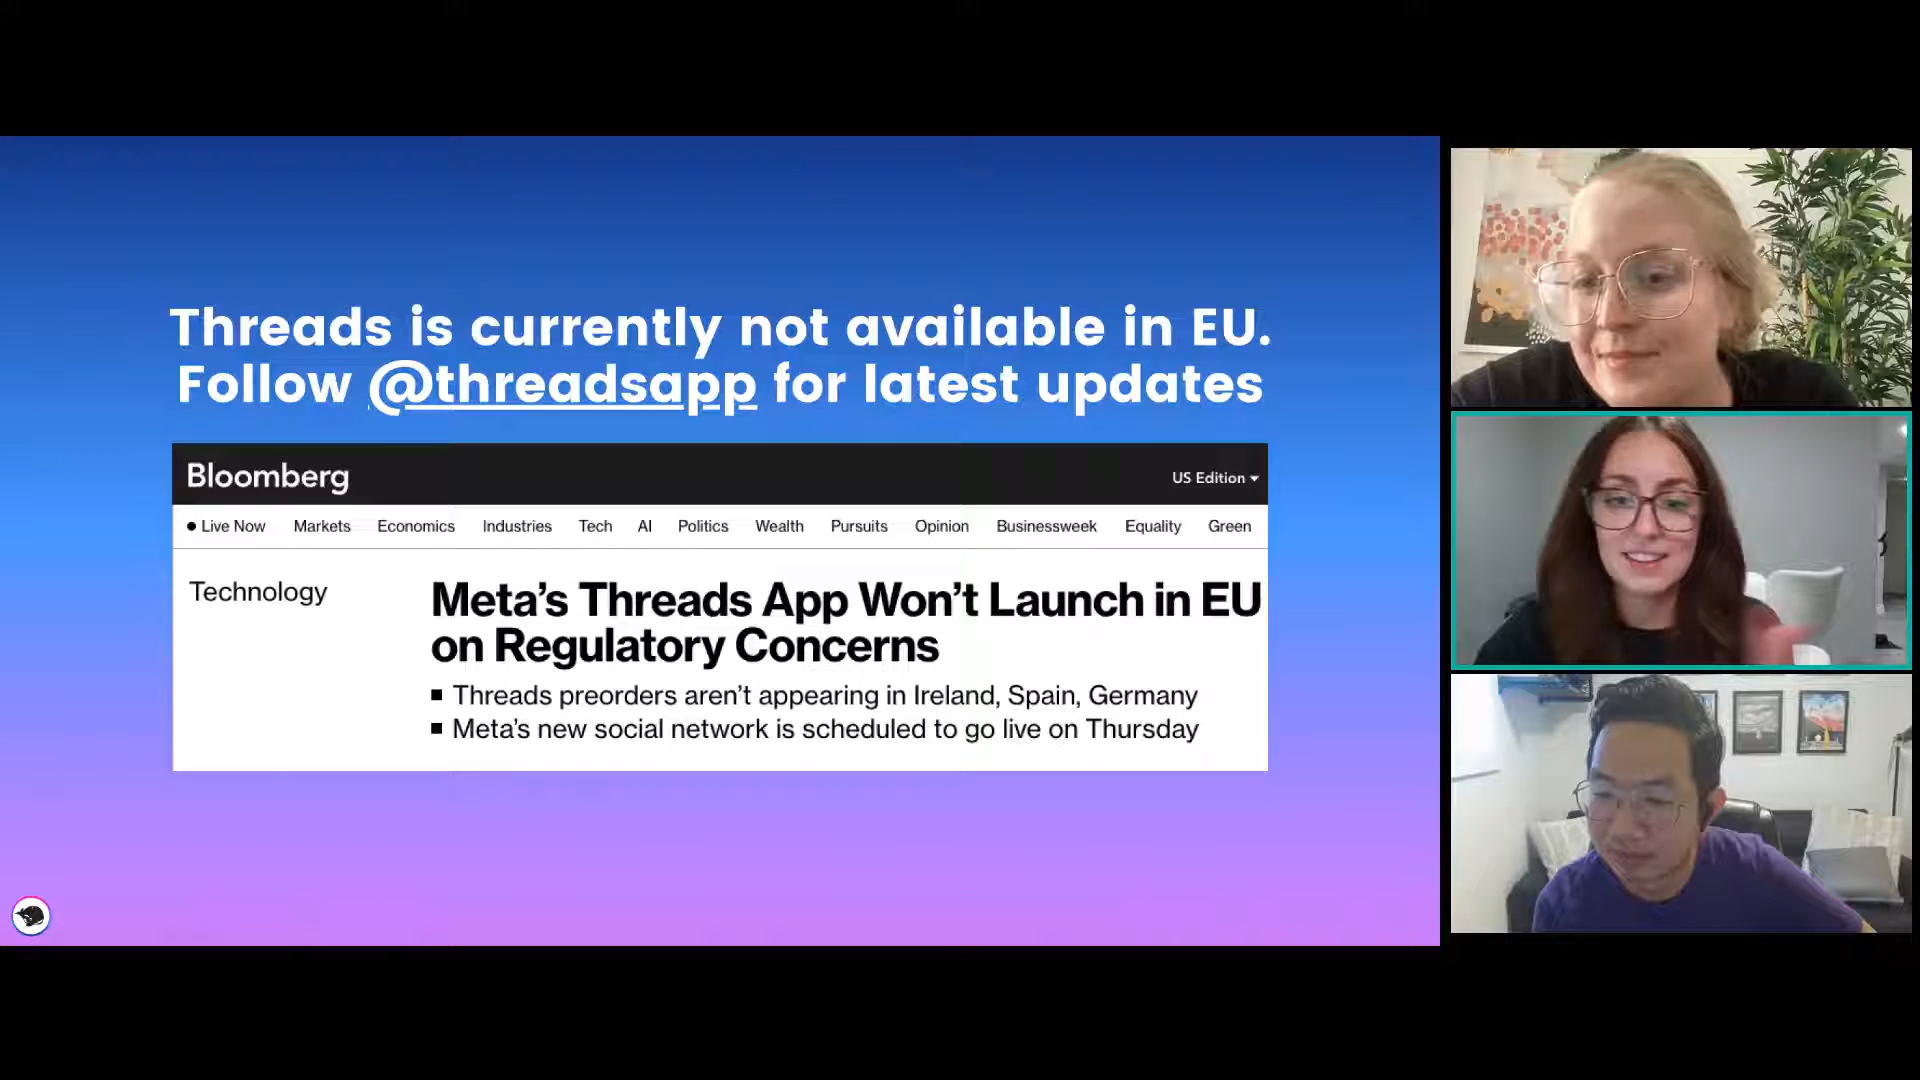 Threads is currently not available in EU.
Follow @threadsapp for latest updates
Bloomberg
US Edition
Live Now Markets Economics Industries Tech AI Politics Wealth Pursuits Opinion Businessweek Equality Green
Technology
Meta’s Threads App Won’t Launch in EU
on Regulatory Concerns
Threads preorders aren’t appearing in Ireland, Spain, Germany
Meta’s new social network is scheduled to go live on Thursday